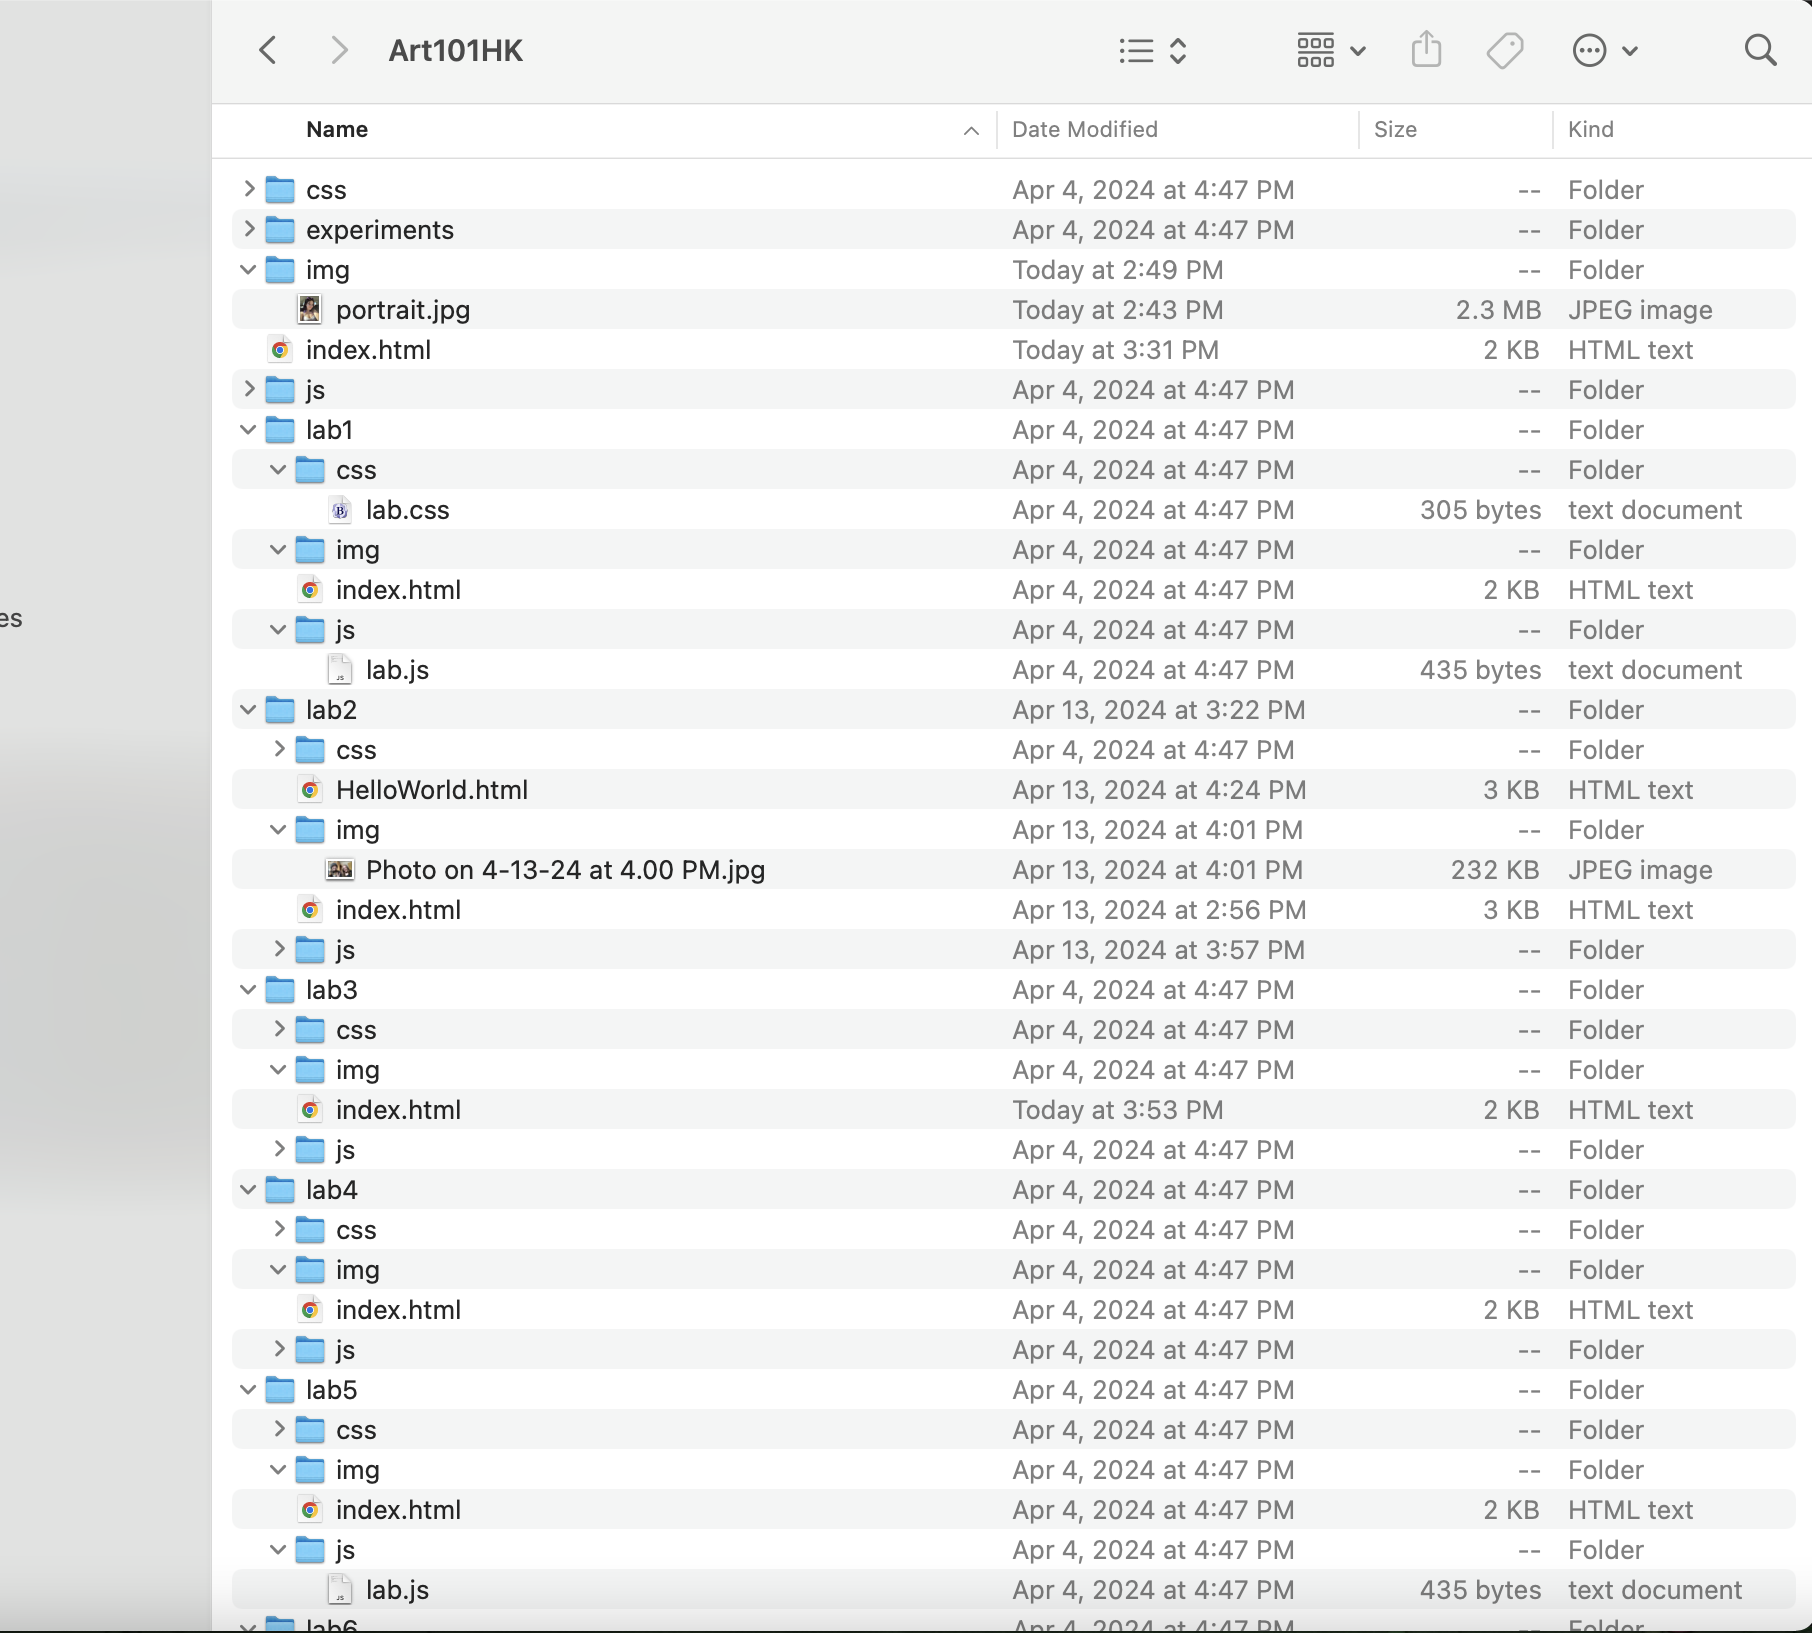 Art101HK
Name Date Modified Size Kind
css Apr 4, 2024 at 4:47 PM -- Folder
experiments Apr 4, 2024 at 4:47 PM -- Folder
img Today at 2:49 PM -- Folder
portrait.jpg Today at 2:43 PM 2.3 MB JPEG image
index.html Today at 3:31 PM 2 KB HTML text
js Apr 4, 2024 at 4:47 PM -- Folder
lab1 Apr 4, 2024 at 4:47 PM -- Folder
css Apr 4, 2024 at 4:47 PM -- Folder
lab.css Apr 4, 2024 at 4:47 PM 305 bytes text document
img Apr 4, 2024 at 4:47 PM -- Folder
index.html Apr 4, 2024 at 4:47 PM 2 KB HTML text
es
js Apr 4, 2024 at 4:47 PM -- Folder
lab.js Apr 4, 2024 at 4:47 PM 435 bytes text document
lab2 Apr 13, 2024 at 3:22 PM -- Folder
css Apr 4, 2024 at 4:47 PM -- Folder
HelloWorld.html Apr 13, 2024 at 4:24 PM 3 KB HTML text
img Apr 13, 2024 at 4:01 PM -- Folder
Photo on 4-13-24 at 4.00 PM.jpg Apr 13, 2024 at 4:01 PM 232 KB JPEG image
index.html Apr 13, 2024 at 2:56 PM 3 KB HTML text
js Apr 13, 2024 at 3:57 PM -- Folder
lab3 Apr 4, 2024 at 4:47 PM -- Folder
css Apr 4, 2024 at 4:47 PM -- Folder
img Apr 4, 2024 at 4:47 PM -- Folder
index.html Today at 3:53 PM 2 KB HTML text
js Apr 4, 2024 at 4:47 PM -- Folder
lab4 Apr 4, 2024 at 4:47 PM -- Folder
css Apr 4, 2024 at 4:47 PM -- Folder
img Apr 4, 2024 at 4:47 PM -- Folder
index.html Apr 4, 2024 at 4:47 PM 2 KB HTML text
js Apr 4, 2024 at 4:47 PM -- Folder
lab5 Apr 4, 2024 at 4:47 PM -- Folder
css Apr 4, 2024 at 4:47 PM -- Folder
img Apr 4, 2024 at 4:47 PM -- Folder
index.html Apr 4, 2024 at 4:47 PM 2 KB HTML text
js Apr 4, 2024 at 4:47 PM -- Folder
lab.js Apr 4, 2024 at 4:47 PM 435 bytes text document
lab6 Apr 4, 2024 at 4:47 PM -- Folder